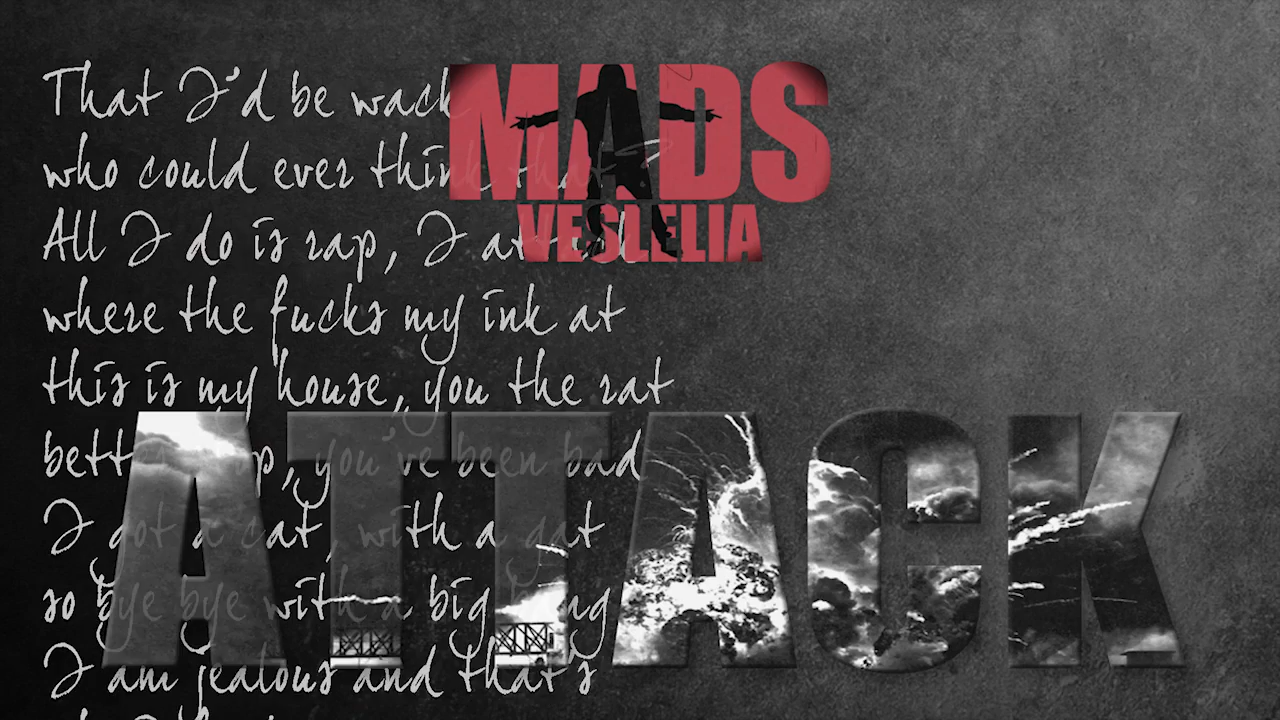 That I'd be wack
who could ever think that?
MADS
All I do is rap, I
VESLELIA
where the fucks my ink at
this is my house, you the rat
you've been bad
ATTACK
I got a cat, with a gat
so bye bye with a big bang
I am jealous and that's